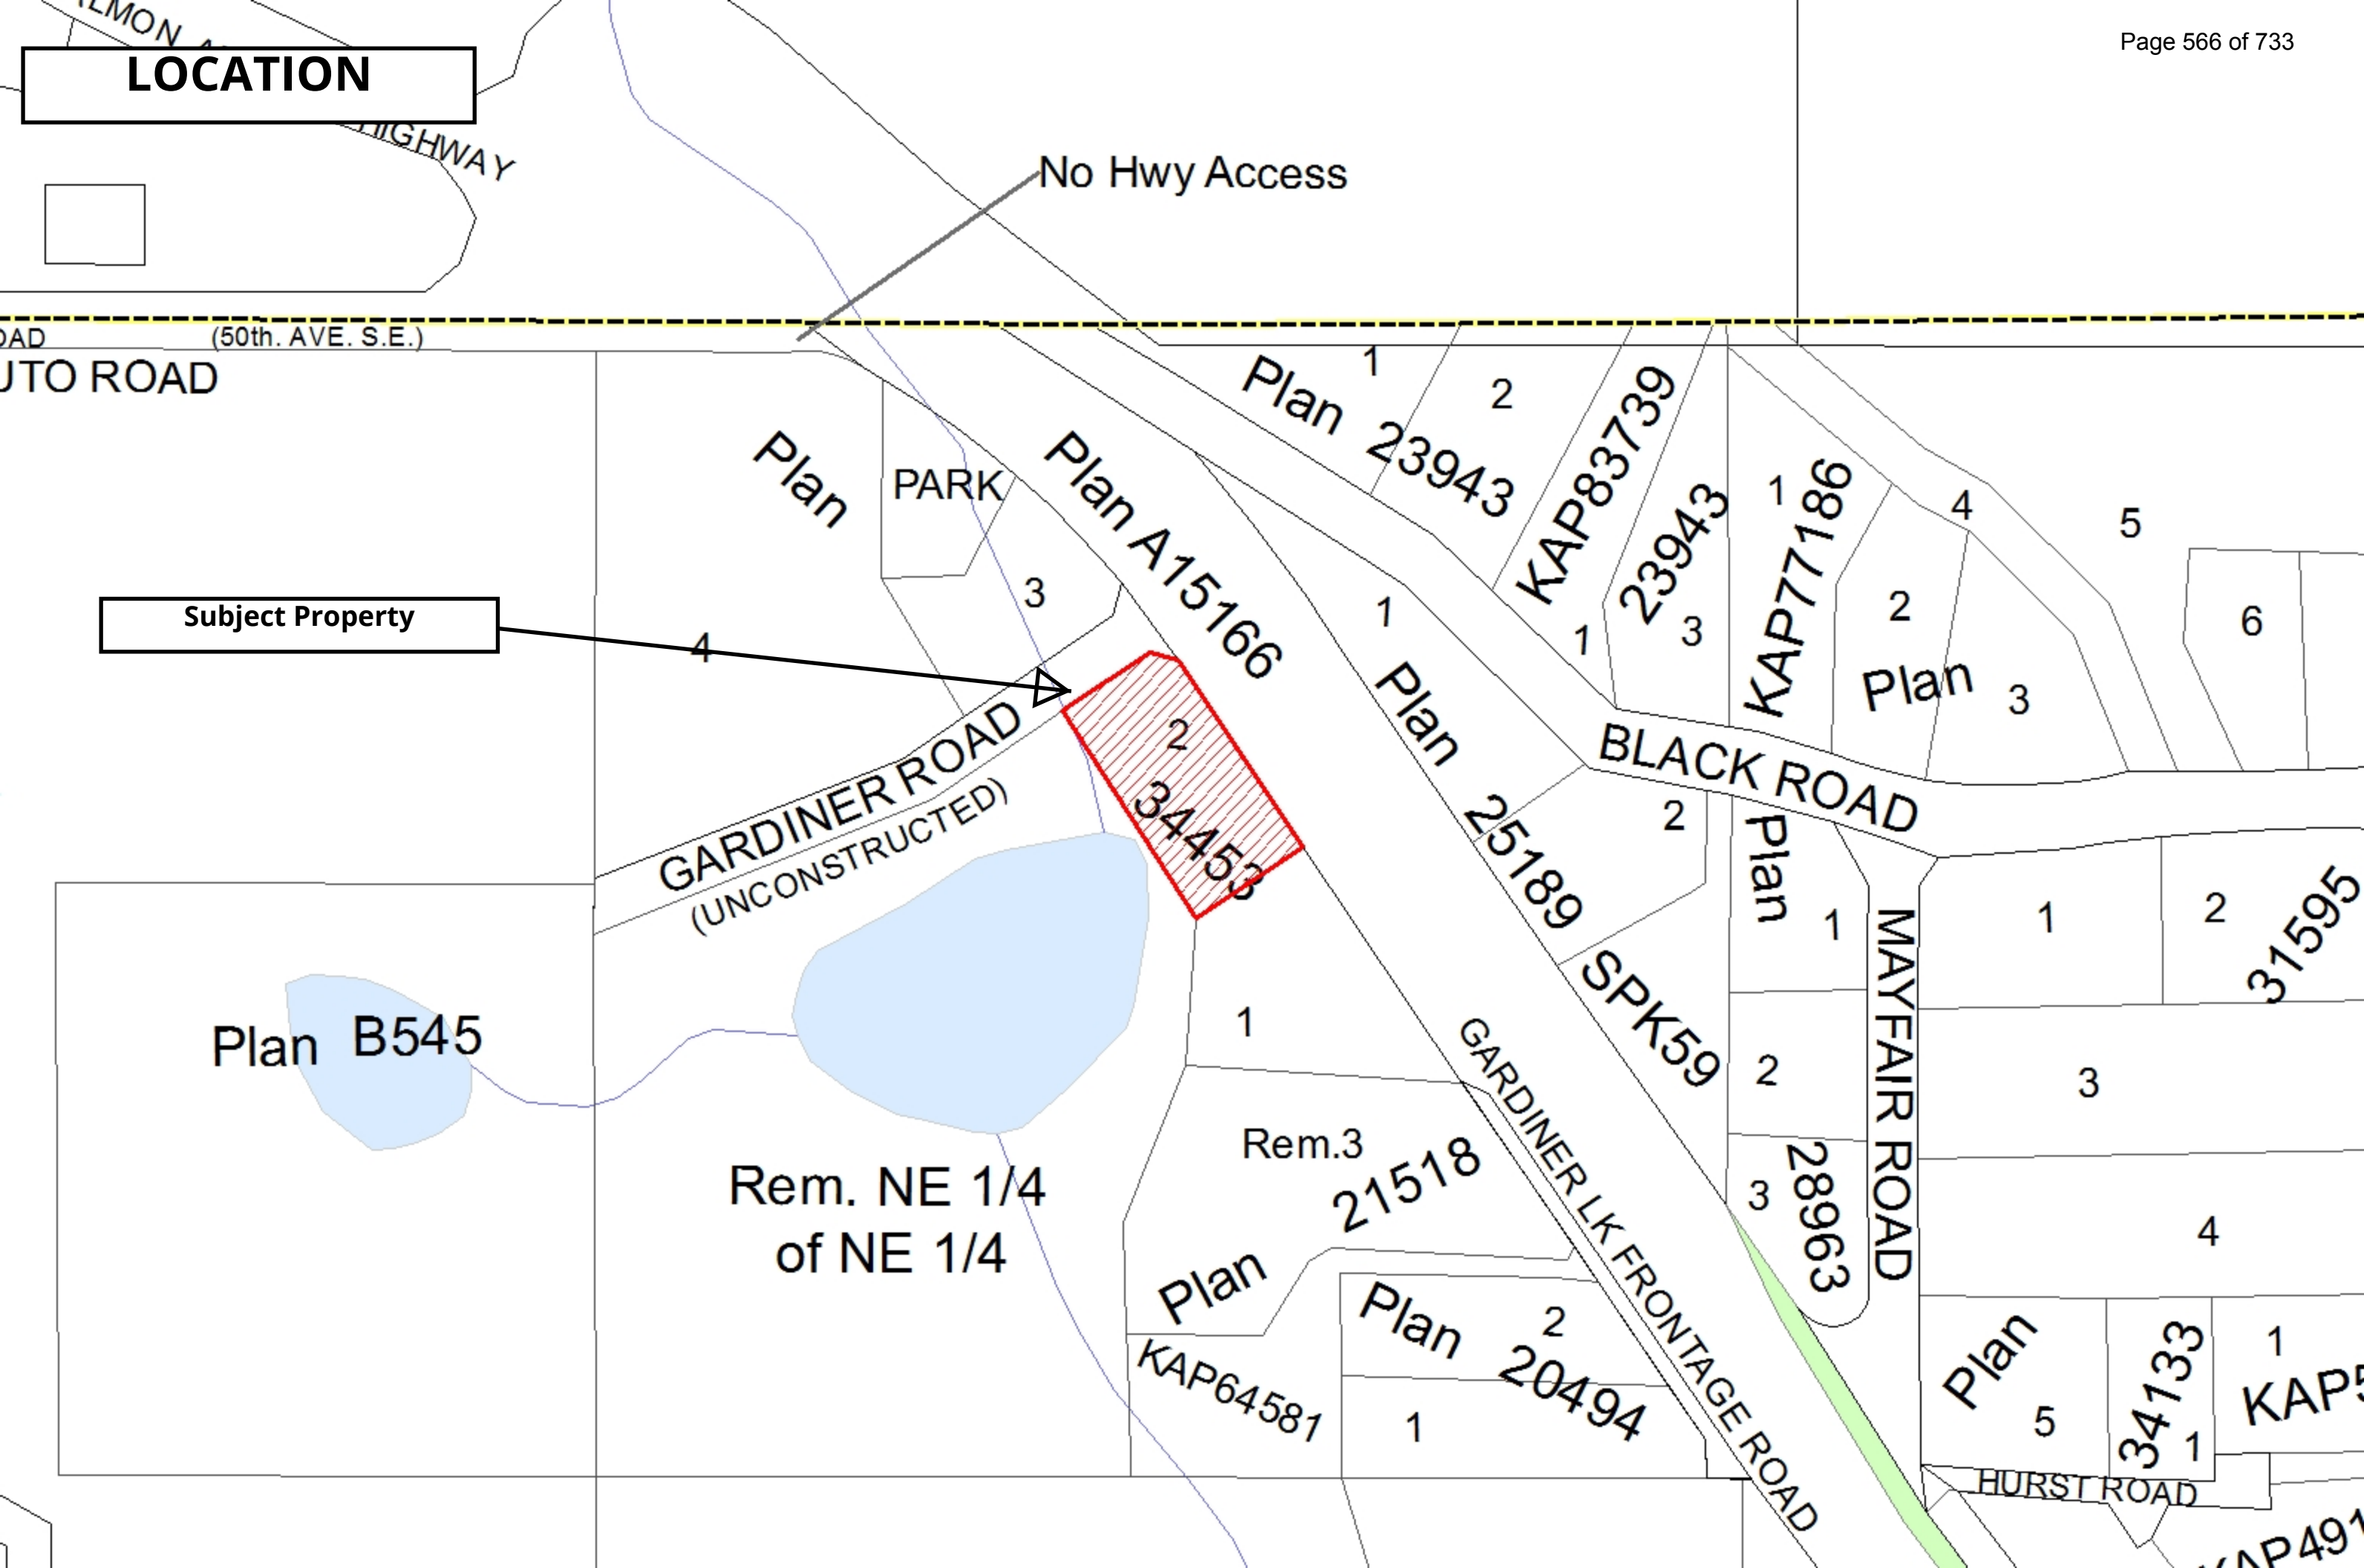 Page 566 of 733
LOCATION
HIGHWAY
No Hwy Access
(50th. AVE. S.E.)
OAD
UTO ROAD
Plan
PARK
3
4
Subject Property
Plan A15166
Plan 23943
1
2
KAP83739
1
23943
3
1
KAP77186
2
Plan
3
4
5
6
1
2
34453
GARDINER ROAD
(UNCONSTRUCTED)
BLACK ROAD
Plan 25189
SPK59
2
Plan
1
2
3
28963
MAYFAIR ROAD
1
2
31595
3
4
Plan B545
Rem. NE 1/4
of NE 1/4
1
Rem.3
21518
Plan
KAP64581
Plan 20494
2
1
GARDINER LK FRONTAGE ROAD
Plan
5
34133
1
1
KAP5
HURST ROAD
KAP491